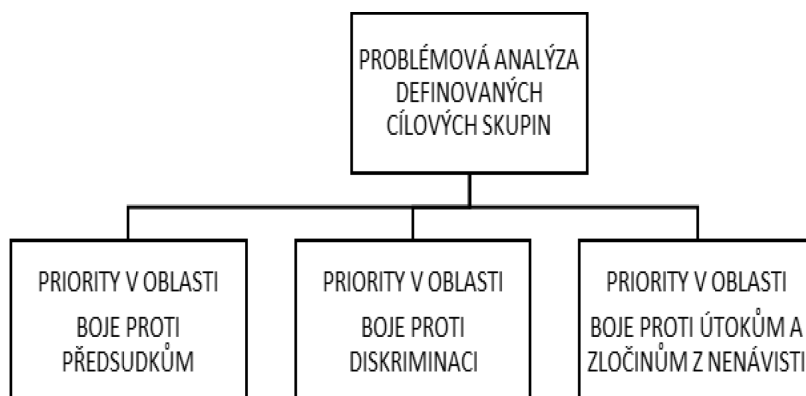 PROBLÉMOVÁ ANALÝZA
DEFINOVANÝCH
CÍLOVÝCH SKUPIN
PRIORITY V OBLASTI
BOJE PROTI
PŘEDSUDKŮM
PRIORITY V OBLASTI
BOJE PROTI
DISKRIMINACI
PRIORITY V OBLASTI
BOJE PROTI ÚTOKŮM A
ZLOČINŮM Z NENÁVISTI